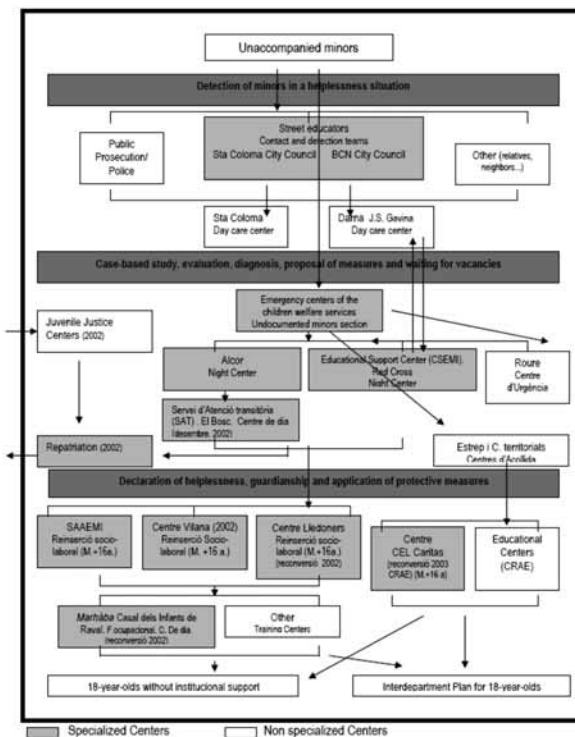 Unaccompanied minors
Detection of minors in a helplessness situation
Public
Prosecution/
Police
Street educators
Contact and detection teams
Sta Coloma City Council BCN City Council
Other (relatives,
neighbors...)
Sta Coloma
Day care center
Darna J.S. Gavina
Day care center
Case-based study, evaluation, diagnosis, proposal of measures and waiting for vacancies
Emergency centers of the
children welfare services
Undocumented minors section
Juvenile Justice
Centers (2002)
Alcor
Night Center
Educational Support Center (CSEMI).
Red Cross
Night Center
Roure
Centre
d'Urgència
Servei d'Atenció transitòria
(SAT) . El Bosc. Centre de dia
(desembre, 2002)
Repatriation (2002)
Estrep i C. territorials
Centres d'Acollida
Declaration of helplessness, guardianship and application of protective measures
SAAEMI
Reinserció socio-
laboral (M.+16a.)
Centre Vilana (2002)
Reinserció Socio-
laboral (M.+16 a.)
Centre Lledoners
Reinserció socio-
laboral (M.+16a.)
(reconversió 2002)
Centre
CEL Caritas
(reconversió 2003
CRAE) (M.+16 a)
Educational
Centers
(CRAE)
Marhàba Casal dels Infants de
Raval. F ocupacional. C. De dia.
(reconversió 2002)
Other
Training Centers
18-year-olds without institutional support
Interdepartment Plan for 18-year-olds
Specialized Centers Non specialized Centers